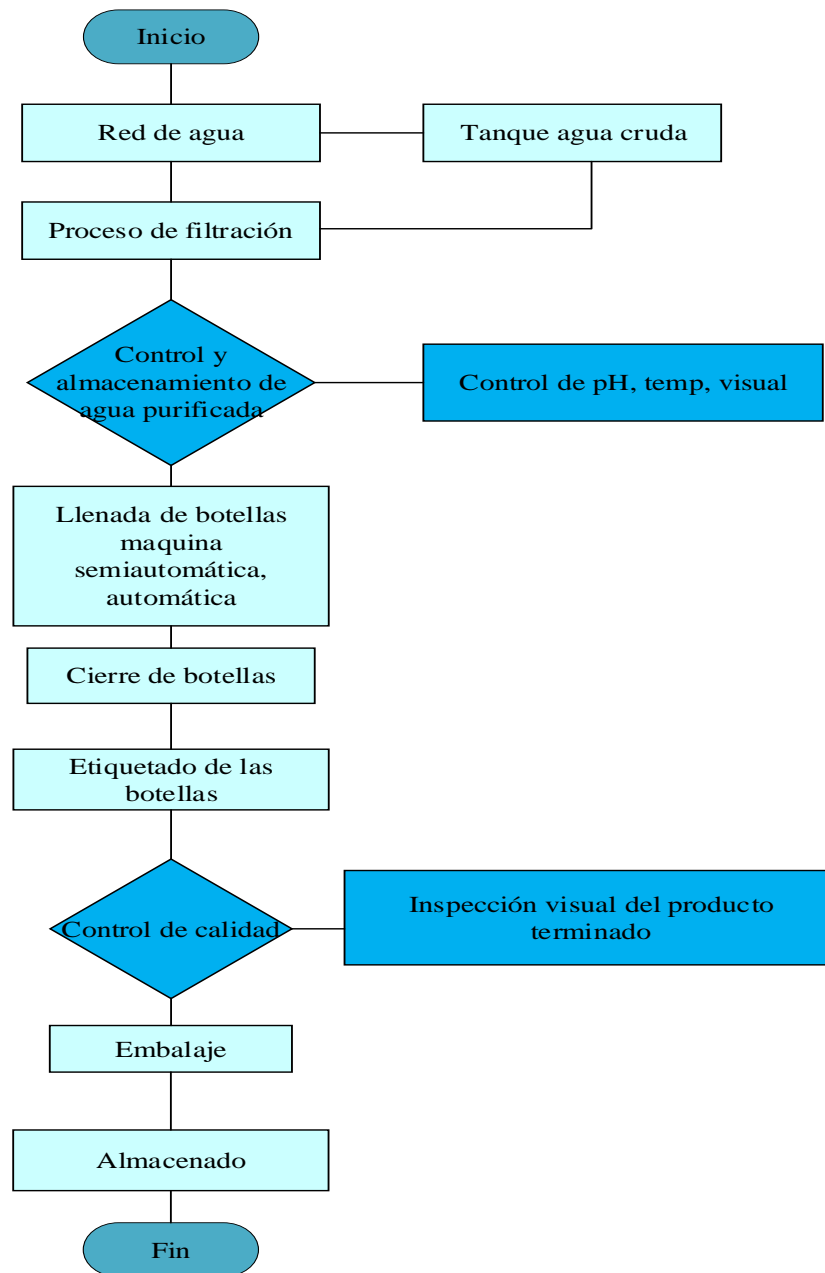 Inicio
Red de agua
Tanque agua cruda
Proceso de filtración
Control y
almacenamiento de
agua purificada
Control de pH, temp, visual
Llenada de botellas
maquina
semiautomática,
automática
Cierre de botellas
Etiquetado de las
botellas
Control de calidad
Inspección visual del producto
terminado
Embalaje
Almacenado
Fin